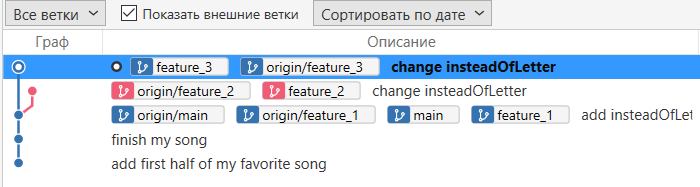 Все ветки Показать внешние ветки Сортировать по дате
Граф Описание
feature_3 origin/feature_3 change insteadOfLetter
origin/feature_2 feature_2 change insteadOfLetter
origin/main origin/feature_1 main feature_1 add insteadOfLet
finish my song
add first half of my favorite song